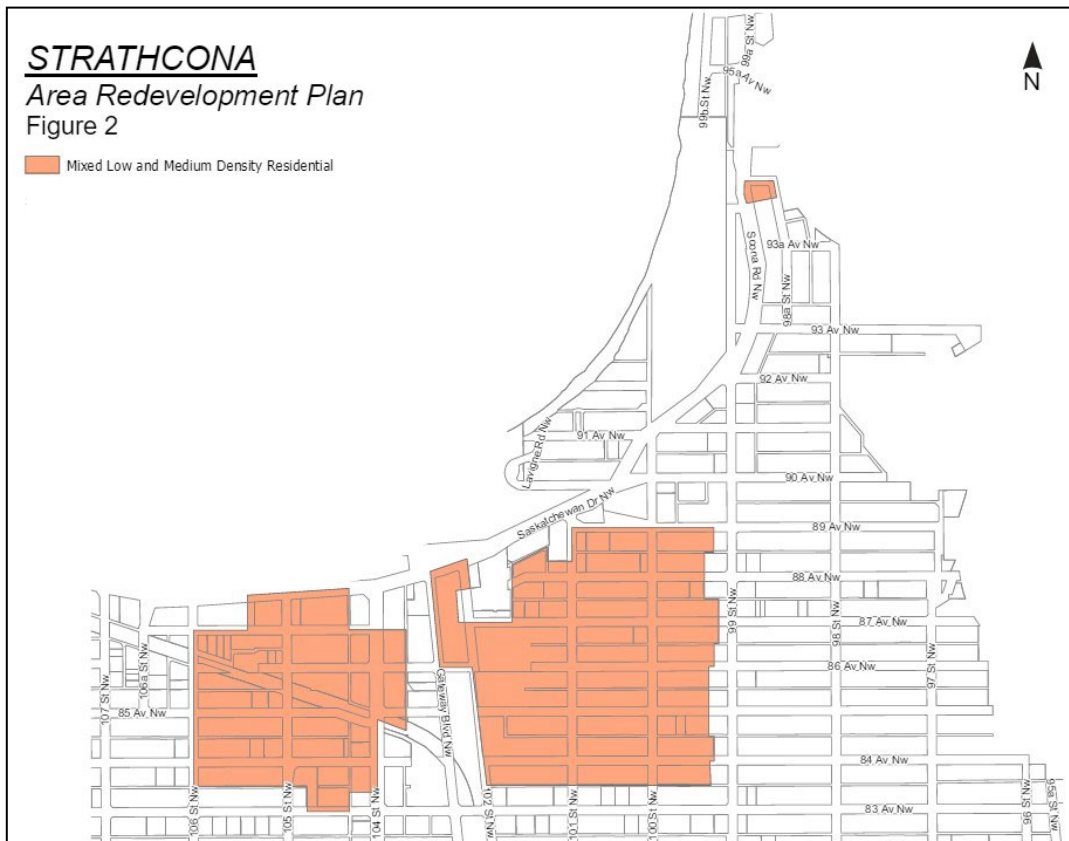 STRATHCONA
Area Redevelopment Plan
Figure 2
Mixed Low and Medium Density Residential
N
99a St Nw
95a Av Nw
99b St Nw
Scona Rd Nw
93a Av Nw
98a St Nw
93 Av Nw
92 Av Nw
91 Av Nw
Lavigne Rd Nw
90 Av Nw
Saskatchewan Dr Nw
89 Av Nw
88 Av Nw
99 St Nw
98 St Nw
87 Av Nw
86 Av Nw
97 St Nw
107 St Nw
106a St Nw
85 Av Nw
Gateway Blvd Nw
84 Av Nw
106 St Nw
105 St Nw
104 St Nw
102 St Nw
101 St Nw
100 St Nw
83 Av Nw
96 St Nw
95a St Nw